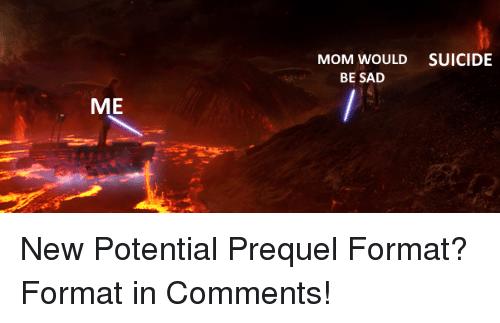 MOM WOULD SUICIDE
BE SAD
ME
New Potential Prequel Format?
Format in Comments!